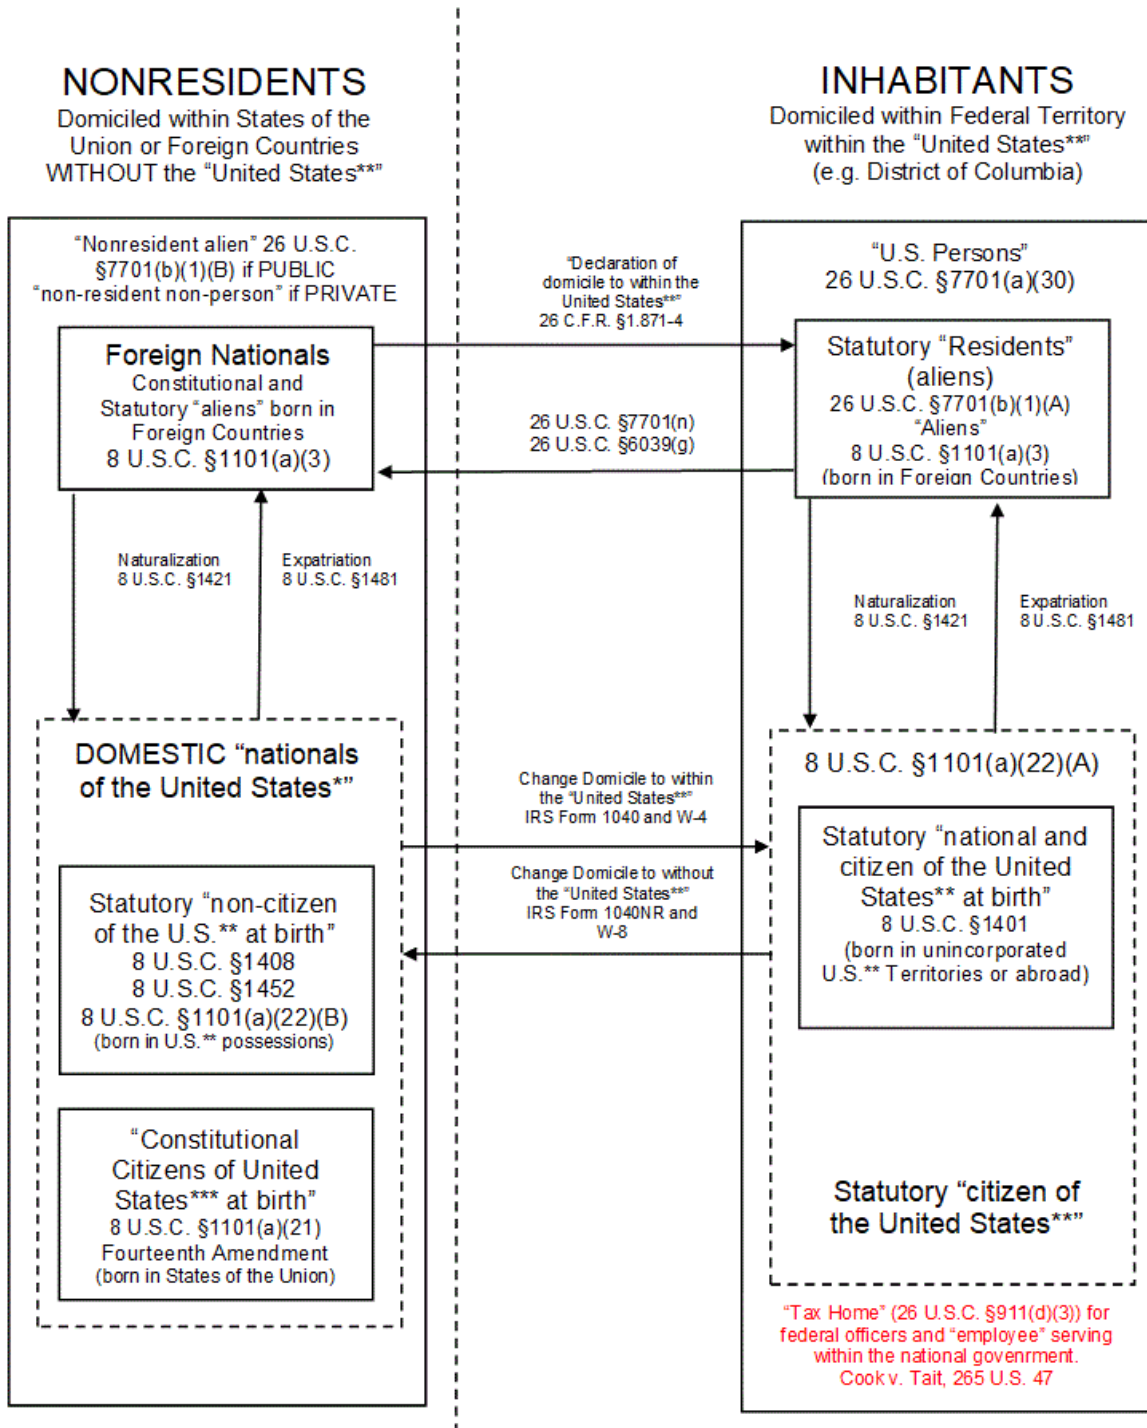 NONRESIDENTS
Domiciled within States of the
Union or Foreign Countries
WITHOUT the “United States**”
INHABITANTS
Domiciled within Federal Territory
within the “United States**”
(e.g. District of Columbia)
“Nonresident alien” 26 U.S.C.
§7701(b)(1)(B) if PUBLIC
“non-resident non-person” if PRIVATE
Foreign Nationals
Constitutional and
Statutory “aliens” born in
Foreign Countries
8 U.S.C. §1101(a)(3)
“Declaration of
domicile to within the
United States**”
26 C.F.R. §1.871-4
26 U.S.C. §7701(n)
26 U.S.C. §6039(g)
“U.S. Persons”
26 U.S.C. §7701(a)(30)
Statutory “Residents”
(aliens)
26 U.S.C. §7701(b)(1)(A)
“Aliens”
8 U.S.C. §1101(a)(3)
(born in Foreign Countries)
Naturalization
8 U.S.C. §1421
Expatriation
8 U.S.C. §1481
Naturalization
8 U.S.C. §1421
Expatriation
8 U.S.C. §1481
DOMESTIC “nationals
of the United States*”
Statutory “non-citizen
of the U.S.** at birth”
8 U.S.C. §1408
8 U.S.C. §1452
8 U.S.C. §1101(a)(22)(B)
(born in U.S.** possessions)
“Constitutional
Citizens of United
States*** at birth”
8 U.S.C. §1101(a)(21)
Fourteenth Amendment
(born in States of the Union)
Change Domicile to within
the “United States**”
IRS Form 1040 and W-4
Change Domicile to without
the “United States**”
IRS Form 1040NR and
W-8
8 U.S.C. §1101(a)(22)(A)
Statutory “national and
citizen of the United
States** at birth”
8 U.S.C. §1401
(born in unincorporated
U.S.** Territories or abroad)
Statutory “citizen of
the United States**”
“Tax Home” (26 U.S.C. §911(d)(3)) for
federal officers and “employee” serving
within the national govenrment.
Cook v. Tait, 265 U.S. 47